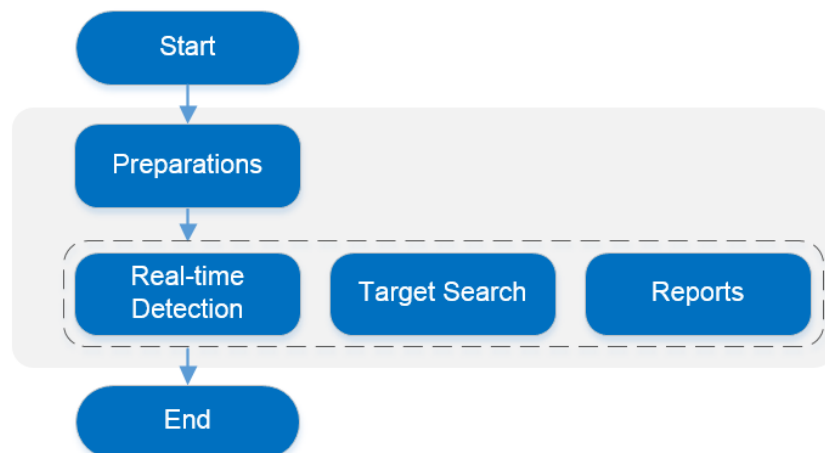 Start
Preparations
Real-time
Detection
Target Search
Reports
End